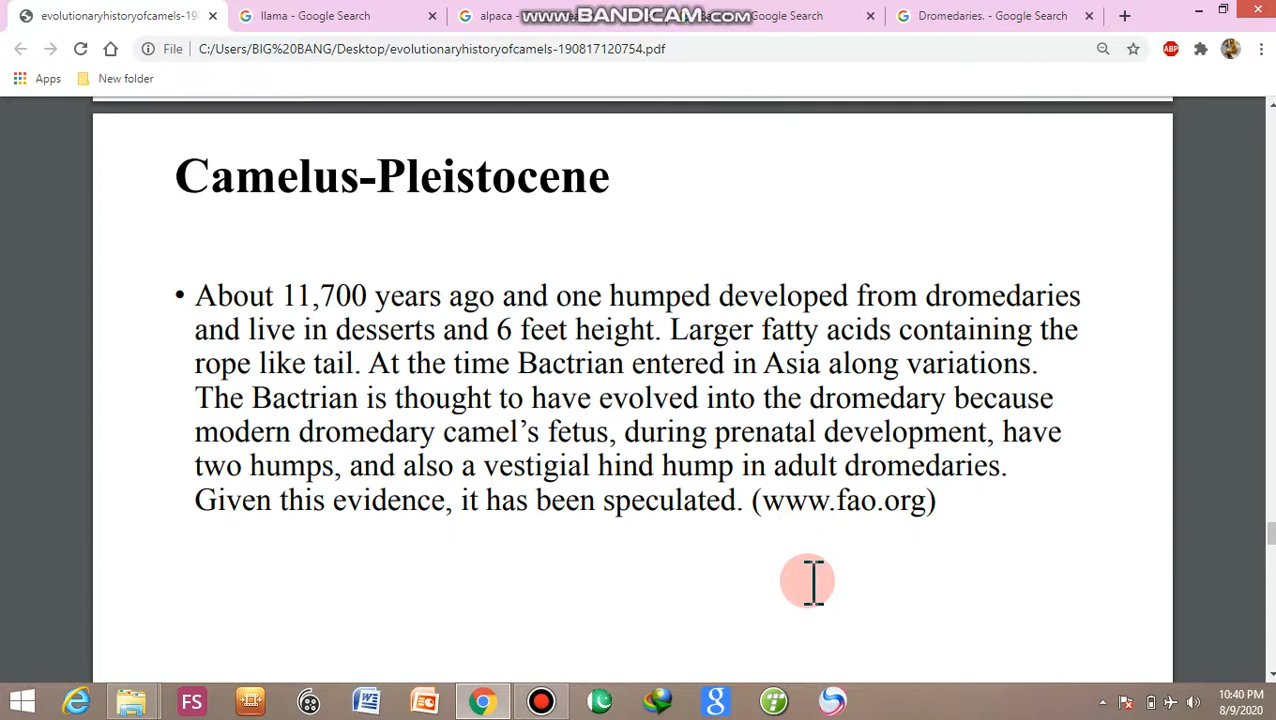 evolutionaryhistoryofcamels-190
llama - Google Search
alpaca -
www.BANDICAM.com
Google Search
Dromedaries. - Google Search
File
C:/Users/BIG%20BANG/Desktop/evolutionaryhistoryofcamels-190817120754.pdf
ABP
Apps
New folder
Camelus-Pleistocene
• About 11,700 years ago and one humped developed from dromedaries
and live in desserts and 6 feet height. Larger fatty acids containing the
rope like tail. At the time Bactrian entered in Asia along variations.
The Bactrian is thought to have evolved into the dromedary because
modern dromedary camel’s fetus, during prenatal development, have
two humps, and also a vestigial hind hump in adult dromedaries.
Given this evidence, it has been speculated. (www.fao.org)
FS
10:40 PM
8/9/2020